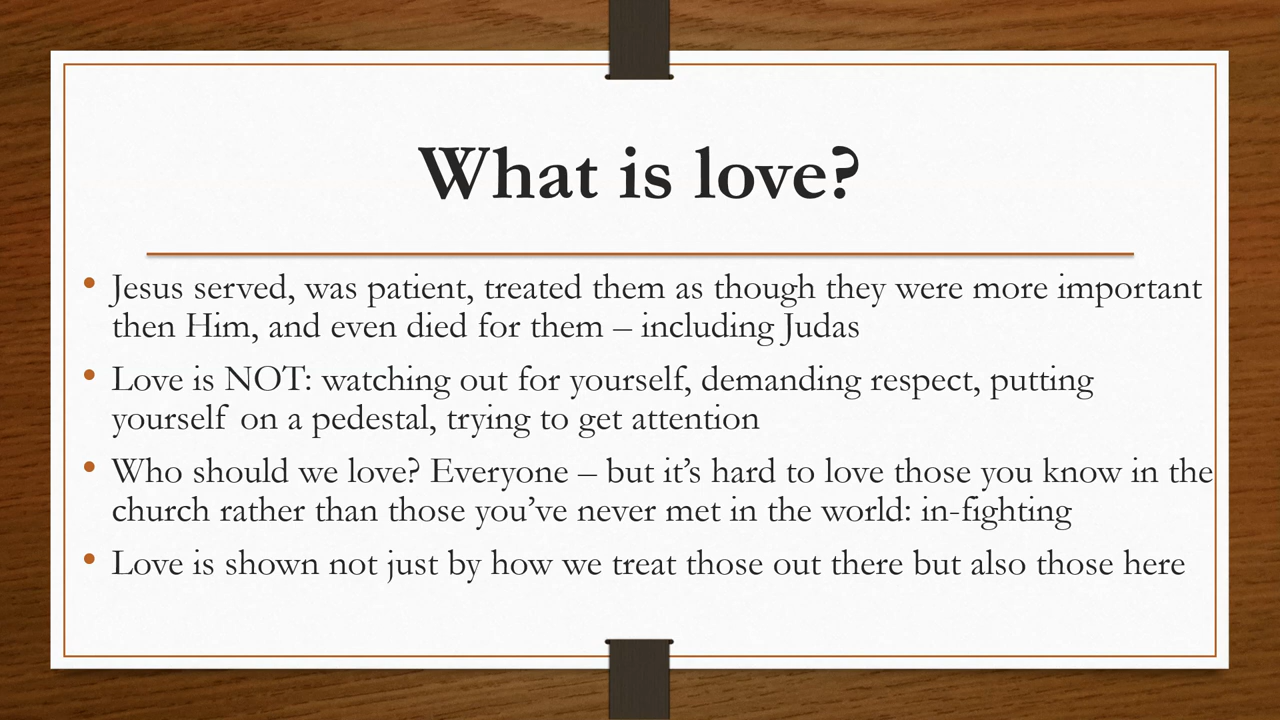 What is love?
• Jesus served, was patient, treated them as though they were more important
then Him, and even died for them – including Judas
• Love is NOT: watching out for yourself, demanding respect, putting
yourself on a pedestal, trying to get attention
• Who should we love? Everyone – but it’s hard to love those you know in the
church rather than those you’ve never met in the world: in-fighting
• Love is shown not just by how we treat those out there but also those here